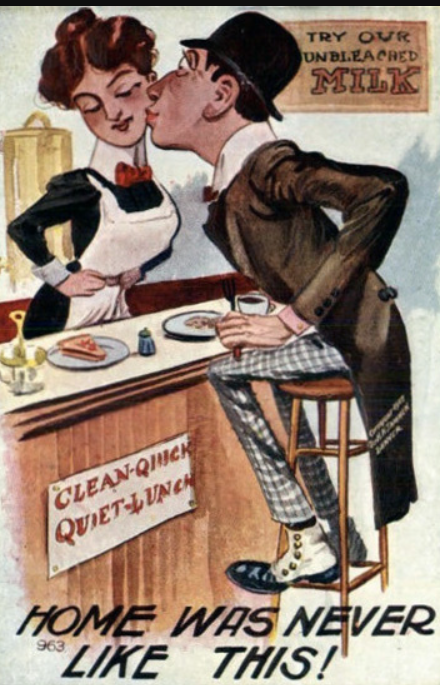 TRY OUR
UNBLEACHED
MILK
CLEAN-QUICK
QUIET-LUNCH
HOME WAS NEVER
963
LIKE THIS!